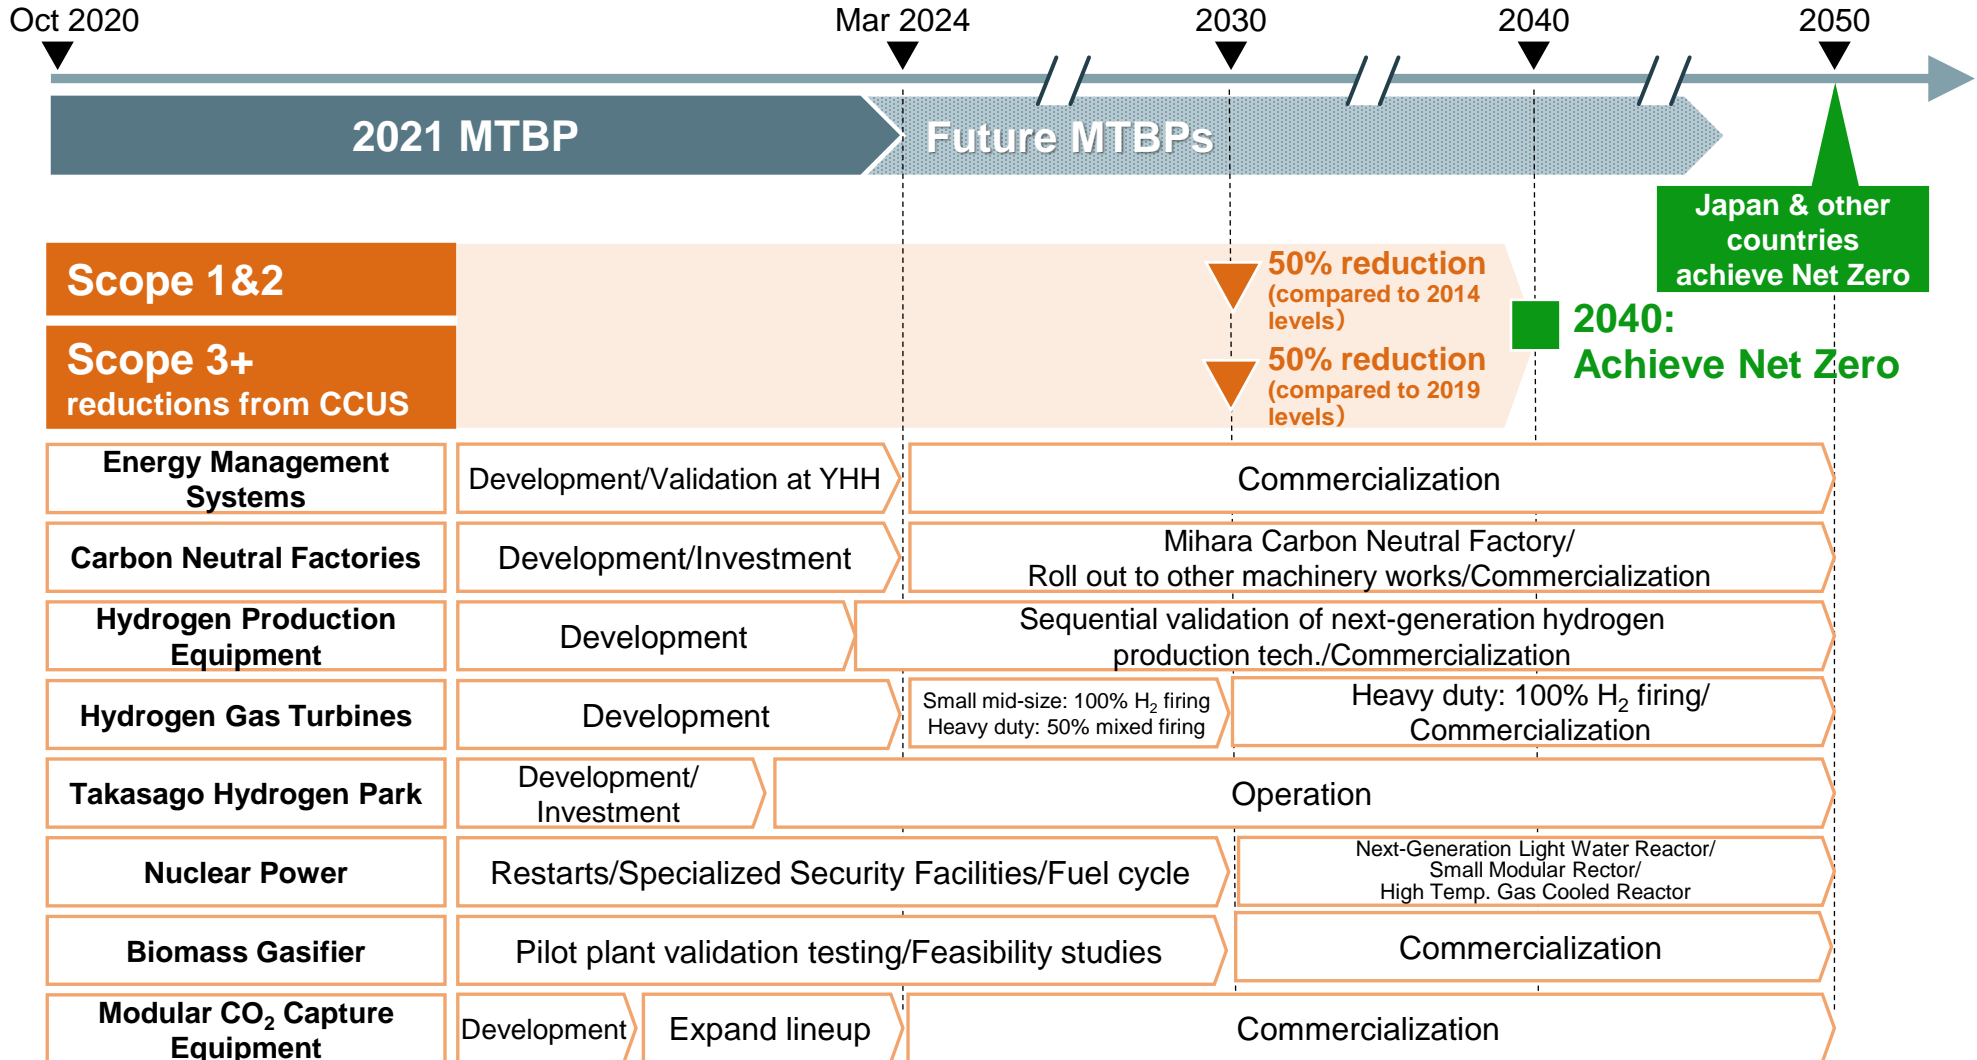 Oct 2020
Mar 2024
2030
2040
2050
2021 MTBP
Future MTBPs
Japan & other
countries
achieve Net Zero
Scope 1&2
50% reduction
(compared to 2014
levels）
2040:
Achieve Net Zero
Scope 3+
reductions from CCUS
50% reduction
(compared to 2019
levels）
Energy Management
Systems
Development/Validation at YHH
Commercialization
Carbon Neutral Factories
Development/Investment
Mihara Carbon Neutral Factory/
Roll out to other machinery works/Commercialization
Hydrogen Production
Equipment
Development
Sequential validation of next-generation hydrogen
production tech./Commercialization
Hydrogen Gas Turbines
Development
Small mid-size: 100% H₂ firing
Heavy duty: 50% mixed firing
Heavy duty: 100% H₂ firing/
Commercialization
Takasago Hydrogen Park
Development/
Investment
Operation
Nuclear Power
Restarts/Specialized Security Facilities/Fuel cycle
Next-Generation Light Water Reactor/
Small Modular Rector/
High Temp. Gas Cooled Reactor
Biomass Gasifier
Pilot plant validation testing/Feasibility studies
Commercialization
Modular CO₂ Capture
Equipment
Development
Expand lineup
Commercialization